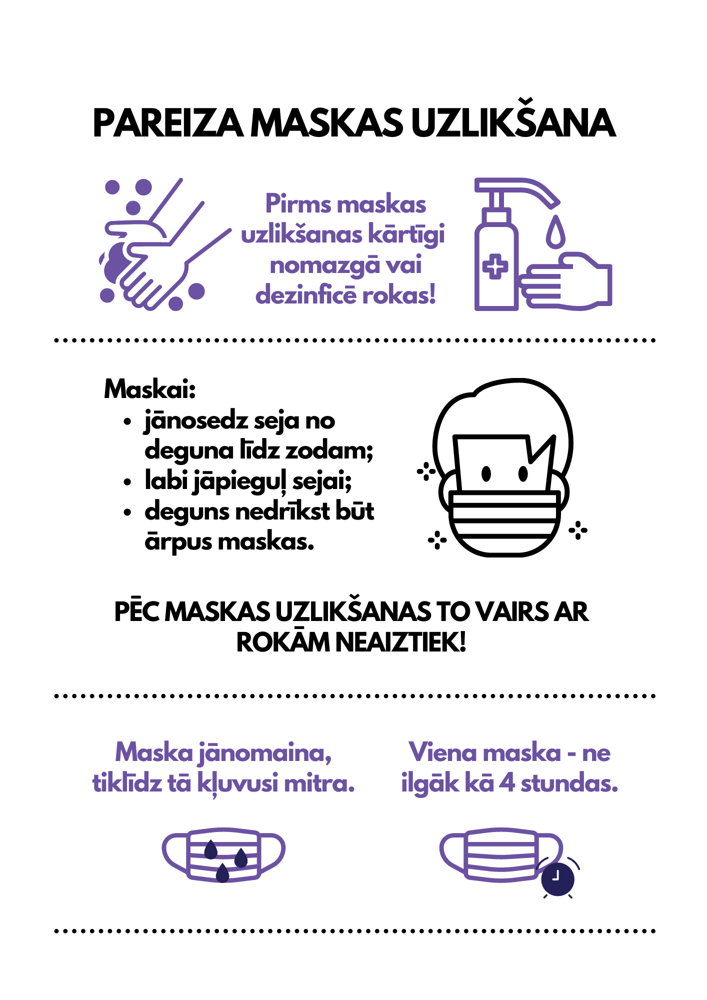 PAREIZA MASKAS UZLIKŠANA
Pirms maskas
uzlikšanas kārtīgi
nomazgā vai
dezinficē rokas!
Maskai:
• jānosedz seja no
deguna līdz zodam;
• labi jāpieguļ sejai;
• deguns nedrīkst būt
ārpus maskas.
PĒC MASKAS UZLIKŠANAS TO VAIRS AR
ROKĀM NEAIZTIEK!
Maska jānomaina,
tiklīdz tā kļuvusi mitra.
Viena maska - ne
ilgāk kā 4 stundas.